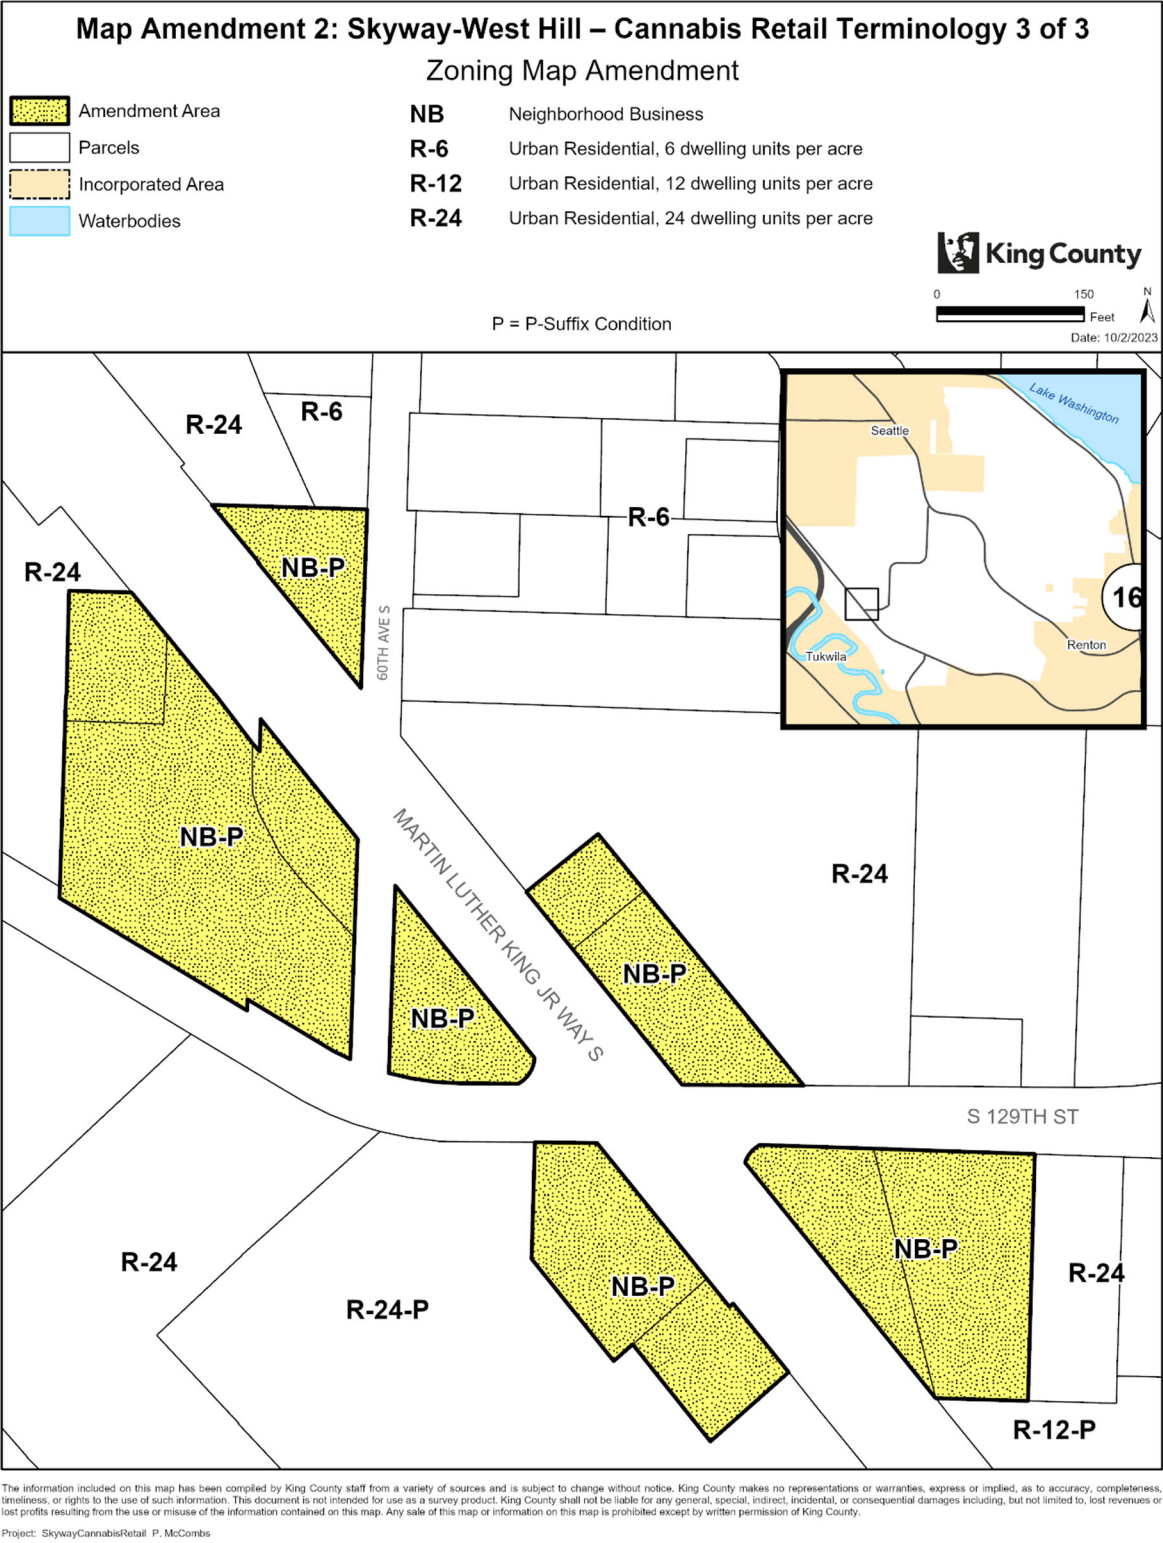 Map Amendment 2: Skyway-West Hill – Cannabis Retail Terminology 3 of 3
Zoning Map Amendment
Amendment Area
Parcels
Incorporated Area
Waterbodies
NB Neighborhood Business
R-6 Urban Residential, 6 dwelling units per acre
R-12 Urban Residential, 12 dwelling units per acre
R-24 Urban Residential, 24 dwelling units per acre
King County
0 150 Feet
N
Date: 10/2/2023
P = P-Suffix Condition
R-24
R-6
Lake Washington
Seattle
R-6
NB-P
R-24
60TH AVE S
16
Renton
Tukwila
NB-P
MARTIN LUTHER KING JR WAY S
R-24
NB-P
NB-P
S 129TH ST
NB-P
R-24
R-24
NB-P
R-24-P
R-12-P
The information included on this map has been compiled by King County staff from a variety of sources and is subject to change without notice. King County makes no representations or warranties, express or implied, as to accuracy, completeness,
timeliness, or rights to the use of such information. This document is not intended for use as a survey product. King County shall not be liable for any general, special, indirect, incidental, or consequential damages including, but not limited to, lost revenues or
lost profits resulting from the use or misuse of the information contained on this map. Any sale of this map or information on this map is prohibited except by written permission of King County.
Project: SkywayCannabisRetail P. McCombs